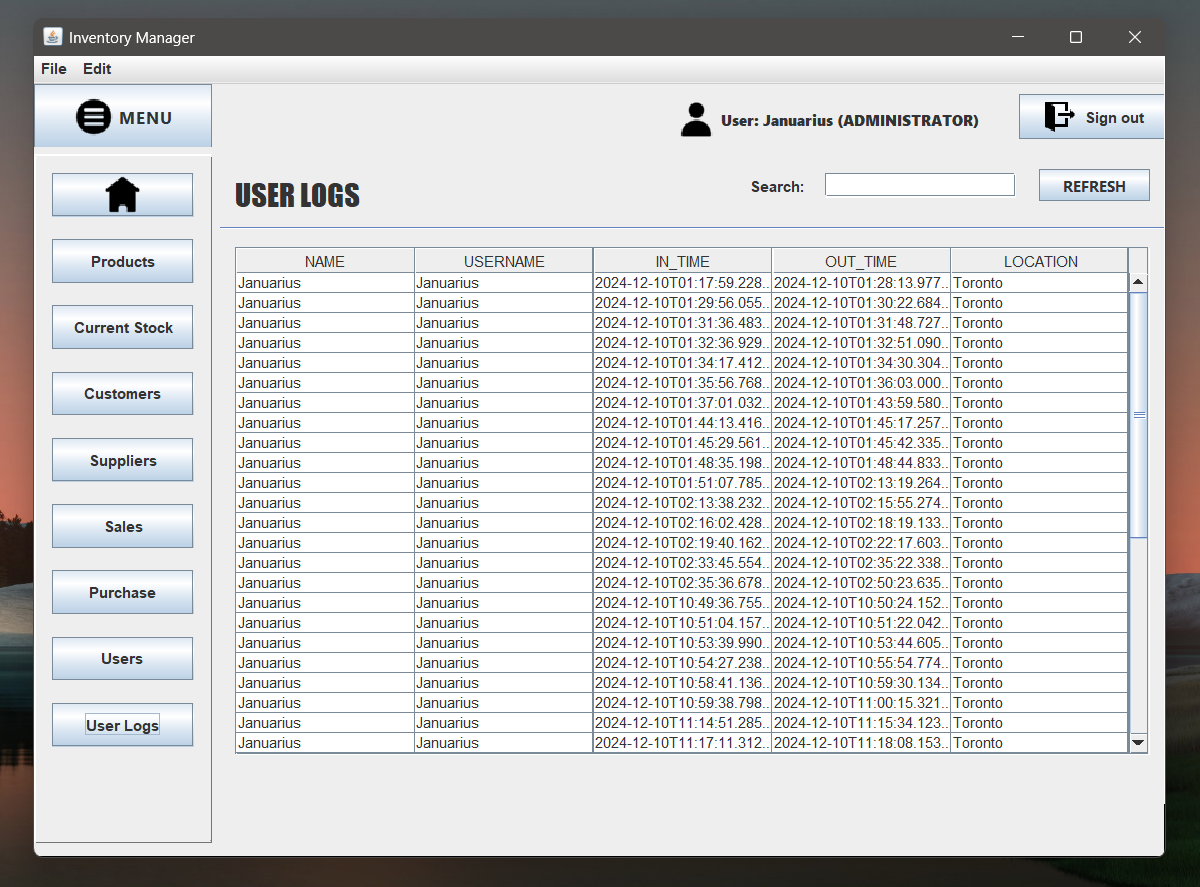 Inventory Manager
File Edit
MENU
User: Januarius (ADMINISTRATOR)
Sign out
Products
Current Stock
Customers
Suppliers
Sales
Purchase
Users
User Logs
USER LOGS
Search:
REFRESH
NAME USERNAME IN_TIME OUT_TIME LOCATION
Januarius Januarius 2024-12-10T01:17:59.228... 2024-12-10T01:28:13.977... Toronto
Januarius Januarius 2024-12-10T01:29:56.055... 2024-12-10T01:30:22.684... Toronto
Januarius Januarius 2024-12-10T01:31:36.483... 2024-12-10T01:31:48.727... Toronto
Januarius Januarius 2024-12-10T01:32:36.929... 2024-12-10T01:32:51.090... Toronto
Januarius Januarius 2024-12-10T01:34:17.412... 2024-12-10T01:34:30.304... Toronto
Januarius Januarius 2024-12-10T01:35:56.768... 2024-12-10T01:36:03.000... Toronto
Januarius Januarius 2024-12-10T01:37:01.032... 2024-12-10T01:43:59.580... Toronto
Januarius Januarius 2024-12-10T01:44:13.416... 2024-12-10T01:45:17.257... Toronto
Januarius Januarius 2024-12-10T01:45:29.561... 2024-12-10T01:45:42.335... Toronto
Januarius Januarius 2024-12-10T01:48:35.198... 2024-12-10T01:48:44.833... Toronto
Januarius Januarius 2024-12-10T01:51:07.785... 2024-12-10T02:13:19.264... Toronto
Januarius Januarius 2024-12-10T02:13:38.232... 2024-12-10T02:15:55.274... Toronto
Januarius Januarius 2024-12-10T02:16:02.428... 2024-12-10T02:18:19.133... Toronto
Januarius Januarius 2024-12-10T02:19:40.162... 2024-12-10T02:22:17.603... Toronto
Januarius Januarius 2024-12-10T02:33:45.554... 2024-12-10T02:35:22.338... Toronto
Januarius Januarius 2024-12-10T02:35:36.678... 2024-12-10T02:50:23.635... Toronto
Januarius Januarius 2024-12-10T10:49:36.755... 2024-12-10T10:50:24.152... Toronto
Januarius Januarius 2024-12-10T10:51:04.157... 2024-12-10T10:51:22.042... Toronto
Januarius Januarius 2024-12-10T10:53:39.990... 2024-12-10T10:53:44.605... Toronto
Januarius Januarius 2024-12-10T10:54:27.238... 2024-12-10T10:55:54.774... Toronto
Januarius Januarius 2024-12-10T10:58:41.136... 2024-12-10T10:59:30.134... Toronto
Januarius Januarius 2024-12-10T10:59:38.798... 2024-12-10T11:00:15.321... Toronto
Januarius Januarius 2024-12-10T11:14:51.285... 2024-12-10T11:15:34.123... Toronto
Januarius Januarius 2024-12-10T11:17:11.312... 2024-12-10T11:18:08.153... Toronto